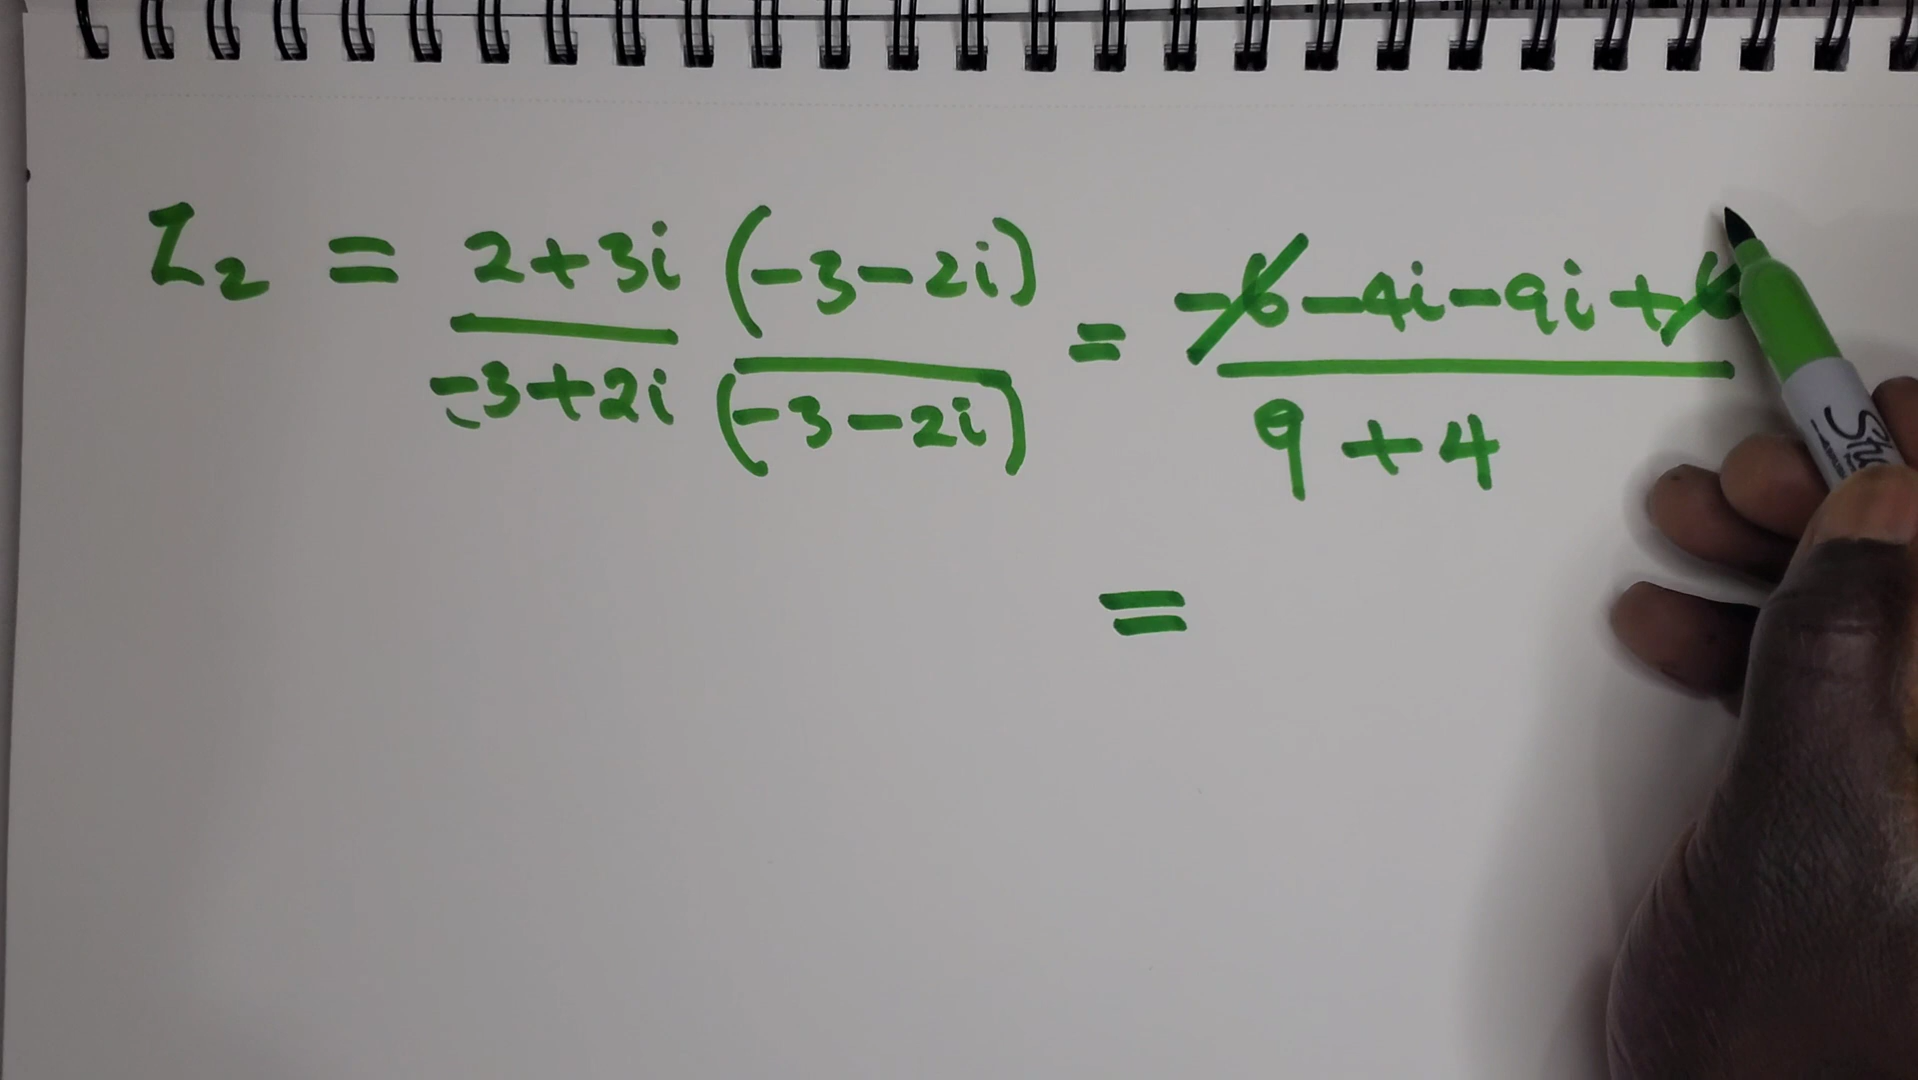 Z₂ = 2+3i (-3-2i) / -3+2i (-3-2i) = -6-4i-9i+6 / 9+4
=